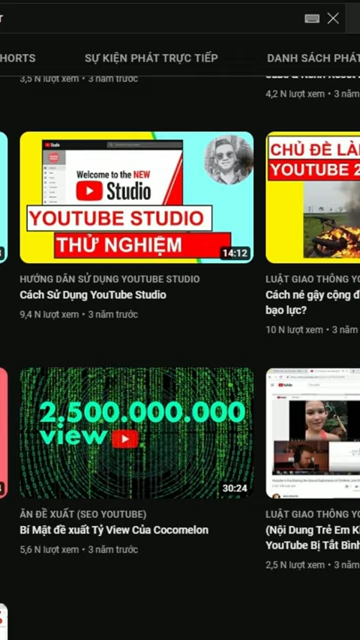 HORTS
SỰ KIỆN PHÁT TRỰC TIẾP
DANH SÁCH PHÁT
3,5 N lượt xem • 3 năm trước
4,2 N lượt xem • 3 năm
Studio
Welcome to the NEW
Studio
YOUTUBE STUDIO
THỬ NGHIỆM
14:12
CHỦ ĐỀ LÀ
YOUTUBE 2
HƯỚNG DẪN SỬ DỤNG YOUTUBE STUDIO
Cách Sử Dụng YouTube Studio
9,4 N lượt xem • 3 năm trước
LUẬT GIAO THÔNG YO
Cách né gậy cộng đ
bạo lực?
10 N lượt xem • 3 năm
2.500.000.000
view
30:24
ĂN ĐỀ XUẤT (SEO YOUTUBE)
Bí Mật đề xuất Tỷ View Của Cocomelon
5,6 N lượt xem • 3 năm trước
LUẬT GIAO THÔNG YO
(Nội Dung Trẻ Em Ki
YouTube Bị Tắt Bình
2,5 N lượt xem • 3 năm